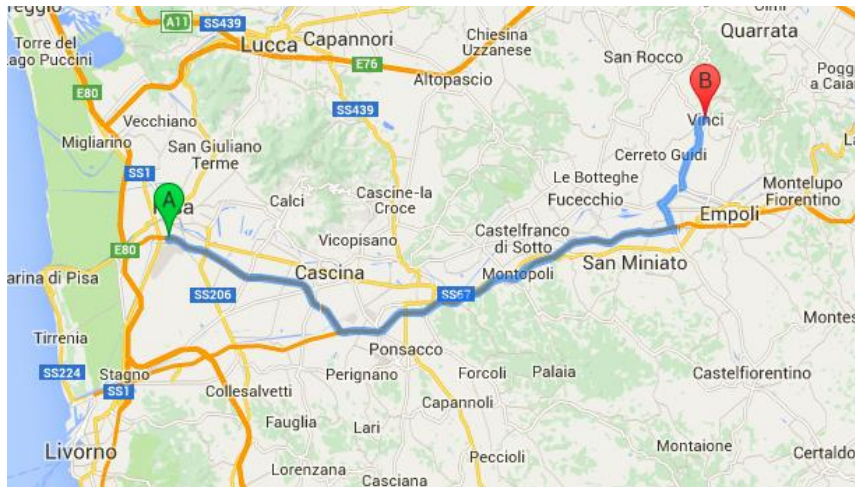 A11
SS439
Quarrata
Chiesina
Uzzanese
Capannori
Lucca
San Rocco
Torre del
E76
Altopascio
B
E80
SS439
Vecchiano
Vinci
Migliarino
San Giuliano
Terme
Cerreto Guidi
SS1
Le Botteghe
Calci
Cascine-la
Croce
Fucecchio
Montelupo
Fiorentino
A
Empoli
Castelfranco
di Sotto
Vicopisano
E80
San Miniato
Cascina
Montopoli
SS206
SS67
Tirrenia
Ponsacco
SS224
Stagno
Perignano
Forcoli
Palaia
Castelfiorentino
SS1
Collesalvetti
Capannoli
Fauglia
Lari
Livorno
Montaione
Peccioli
Lorenzana
Casciana